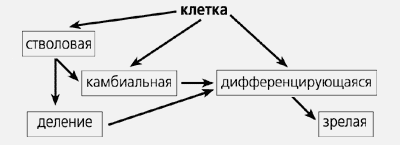 клетка
стволовая
камбиальная
дифференцирующаяся
деление
зрелая